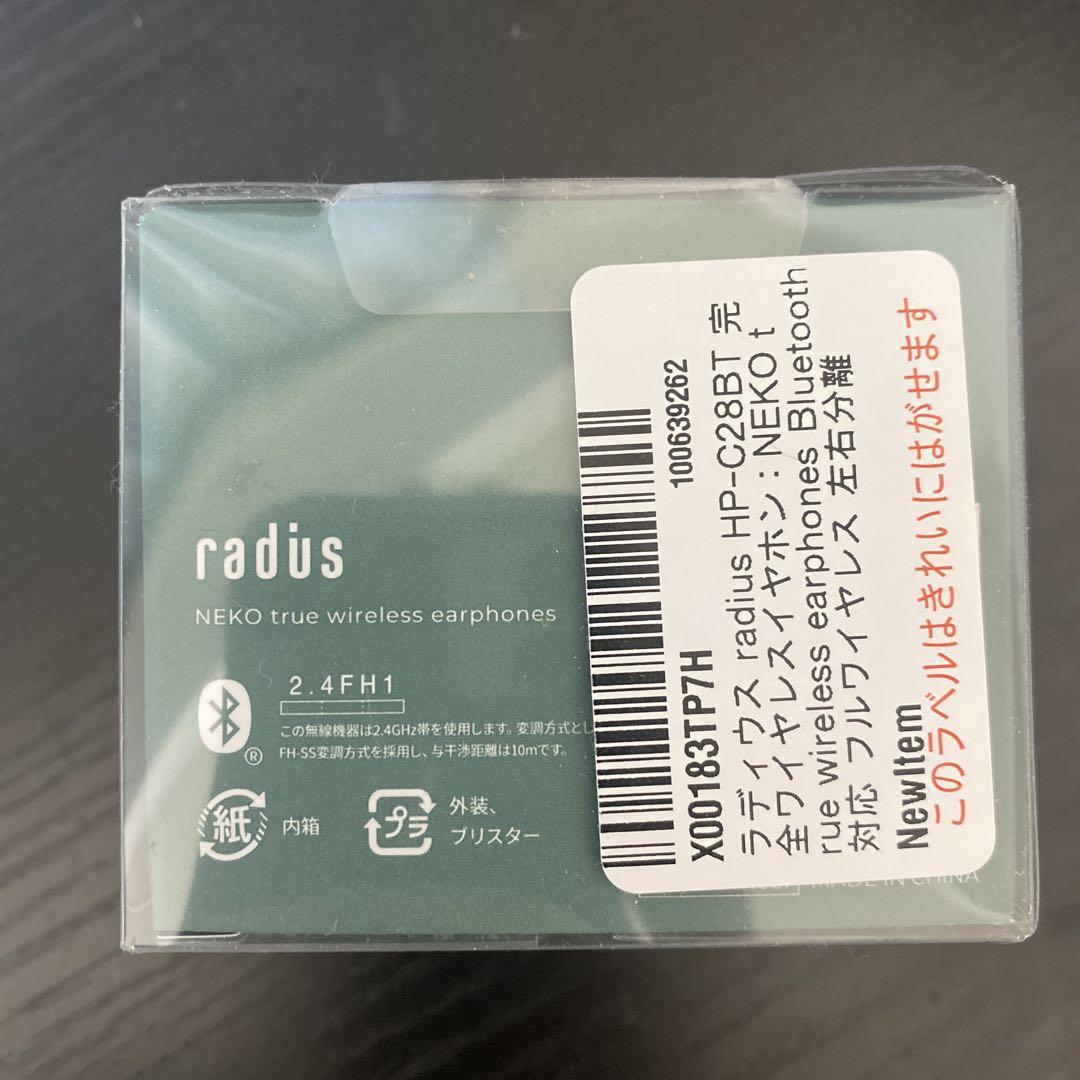 radius
NEKO true wireless earphones
2.4FH1
この無線機器は2.4GHz帯を使用します。変調方式とし
FH-SS変調方式を採用し、与干渉距離は10mです。
®
紙
内箱
プラ
外装、
ブリスター
MADE IN CHINA
100639262
X00183TP7H
ラディウス radius HP-C28BT 完
全ワイヤレスイヤホン：NEKO t
rue wireless earphones Bluetooth
対応 フルワイヤレス 左右分離
NewItem
このラベルはきれいにはがせます